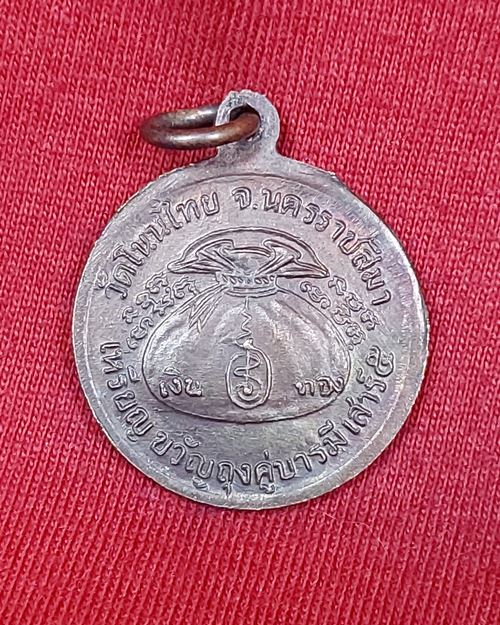 วัดโนนไทย จ.นครราชสีมา
เงิน ทอง
เหรียญขวัญถุงคู่บารมี เสาร์๕